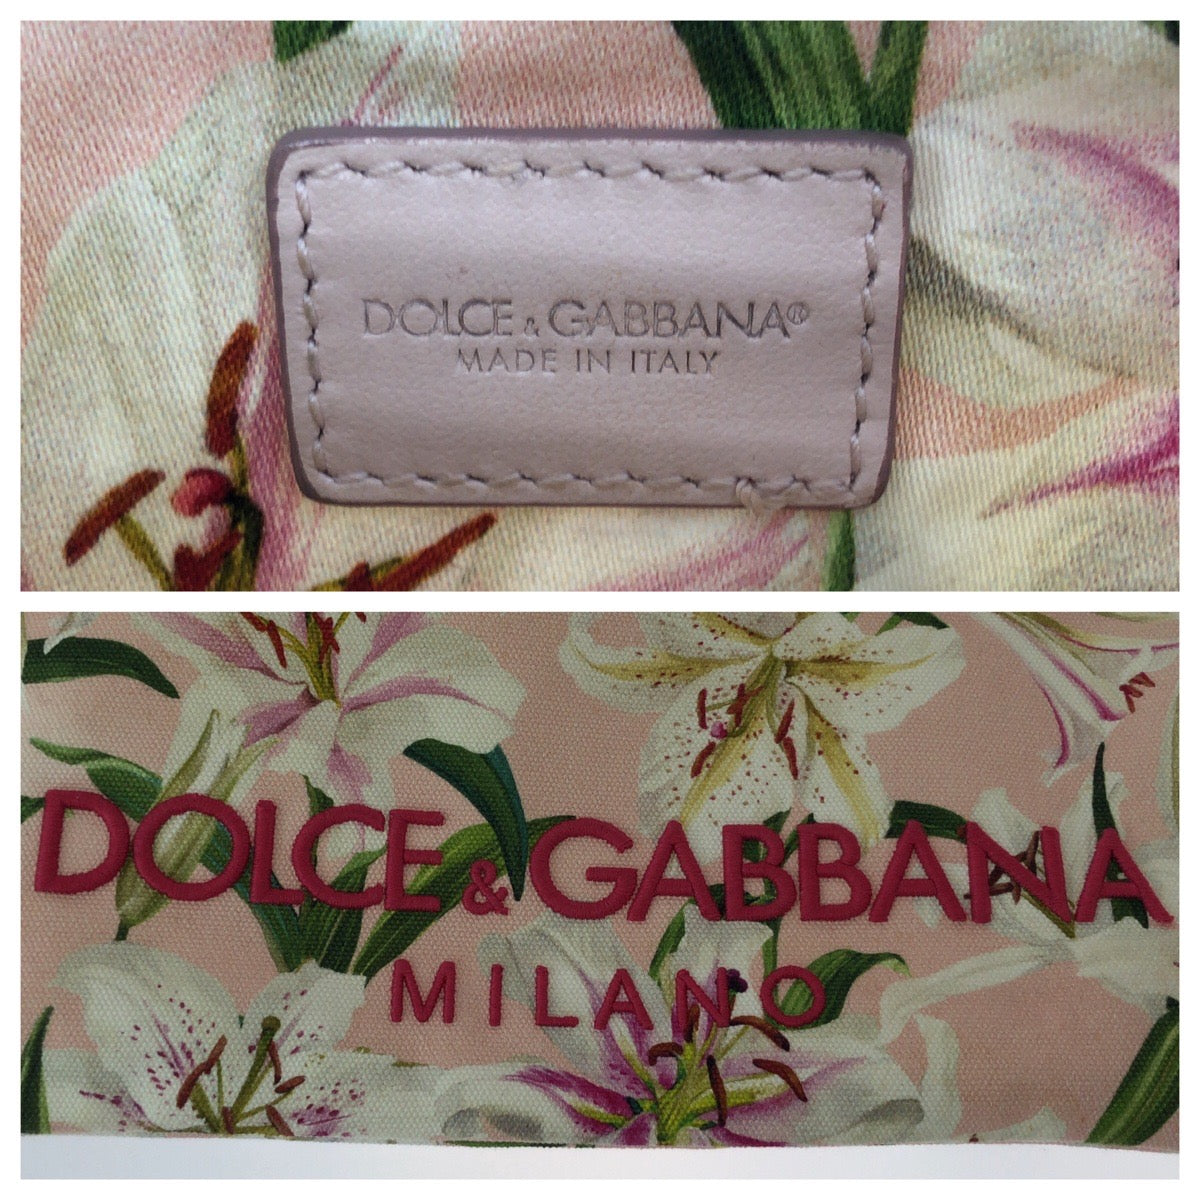 DOLCE & GABBANA®
MADE IN ITALY
DOLCE & GABBANA
MILANO